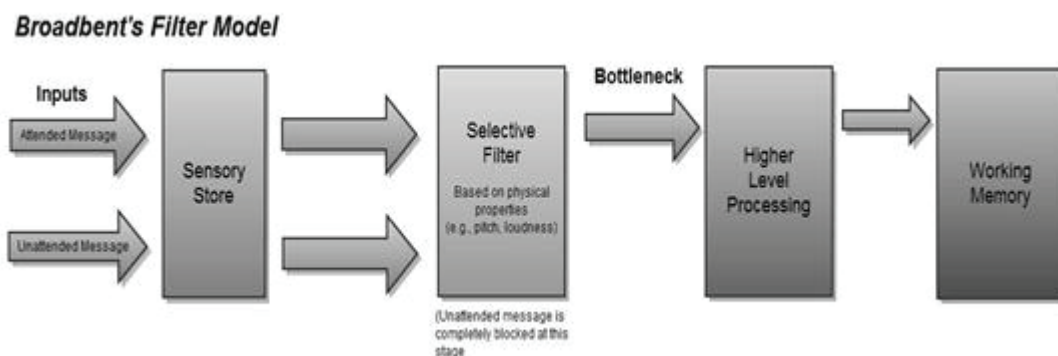 Broadbent's Filter Model
Inputs
Attended Message
Unattended Message
Sensory
Store
Selective
Filter
Based on physical
properties
(e.g., pitch, loudness)
(Unattended message is
completely blocked at this
stage
Bottleneck
Higher
Level
Processing
Working
Memory